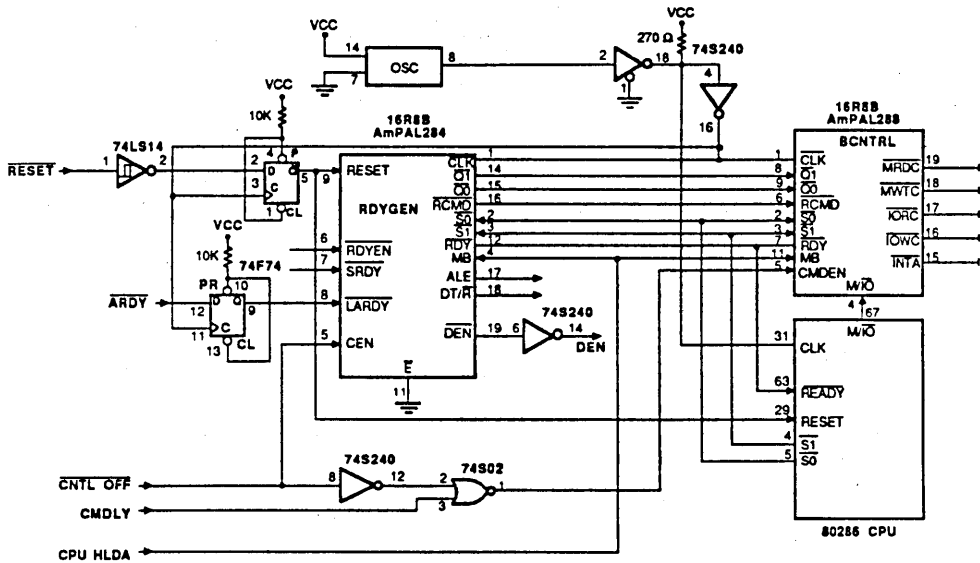 VCC
VCC
270 Ω
74S240
14
7
OSC
8
2
1
18
4
16
VCC
10K
16R8B
AmPAL284
16R8B
AmPAL288
74LS14
RESET
1
2
2
4
P
D
Q
3
C
5
1
CL
9
RESET
RDYGEN
CLK
Q1
Q0
RCMD
S0
S1
RDY
MB
1
14
15
16
2
3
12
4
1
8
9
6
2
3
7
11
5
BCNTRL
CLK
Q1
Q0
RCMD
S0
S1
RDY
MB
CMDEN
M/IO
MRDC
19
MWTC
18
IORC
17
IOWC
16
INTA
15
VCC
10K
74F74
6
RDYEN
7
SRDY
ALE
17
DT/R
18
PR
10
ARDY
12
D
Q
9
8
LARDY
11
C
13
CL
5
CEN
DEN
19
6
74S240
14
DEN
E
11
4
67
M/IO
31
CLK
63
READY
29
RESET
4
S1
5
S0
80286 CPU
CNTL OFF
8
74S240
12
2
3
74S02
1
CMDLY
CPU HLDA